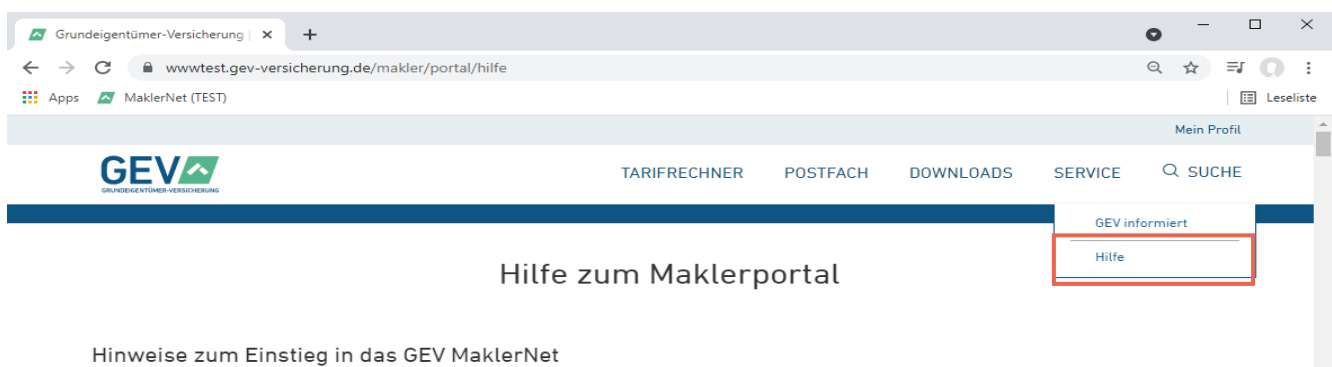 Grundeigentümer-Versicherung |
wwwtest.gev-versicherung.de/makler/portal/hilfe
Apps MaklerNet (TEST) Leseliste
Mein Profil
GEV
GRUNDEIGENTÜMER-VERSICHERUNG
TARIFRECHNER POSTFACH DOWNLOADS SERVICE SUCHE
GEV informiert
Hilfe
Hilfe zum Maklerportal
Hinweise zum Einstieg in das GEV MaklerNet